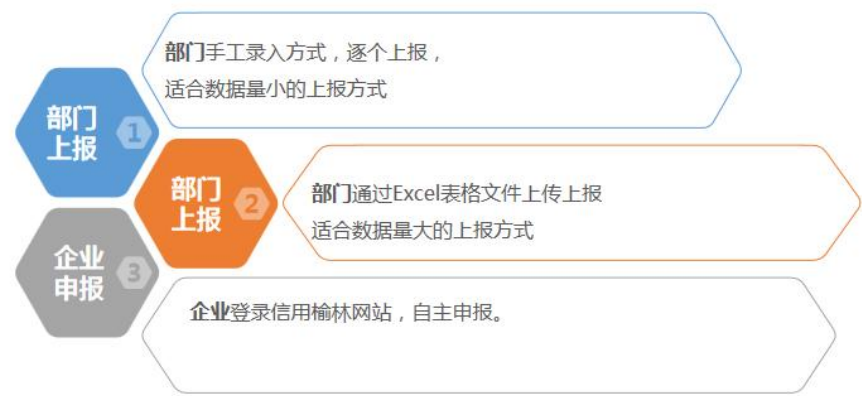 部门手工录入方式，逐个上报，
适合数据量小的上报方式
部门
上报
1
部门
上报
2
部门通过Excel表格文件上传上报
适合数据量大的上报方式
企业
申报
3
企业登录信用榆林网站，自主申报。